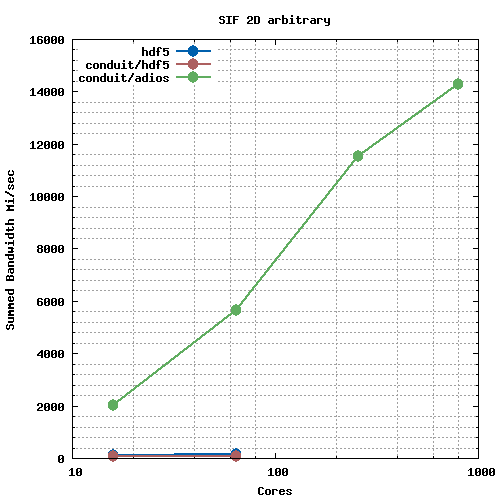 SIF 2D arbitrary
hdf5
conduit/hdf5
conduit/adios
16000
14000
12000
10000
8000
6000
4000
2000
0
Summed Bandwidth Mi/sec
10
100
1000
Cores